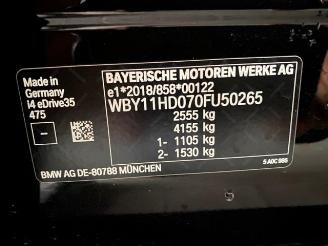 BAYERISCHE MOTOREN WERKE AG
Made in
Germany
I4 eDrive35
475
e1*2018/858*00122
WBY11HD070FU50265
2555 kg
4155 kg
1- 1105 kg
2- 1530 kg
BMW AG DE-80788 MÜNCHEN